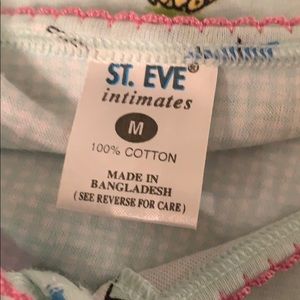 ST. EVE®
intimates
M
100% COTTON
MADE IN
BANGLADESH
(SEE REVERSE FOR CARE)